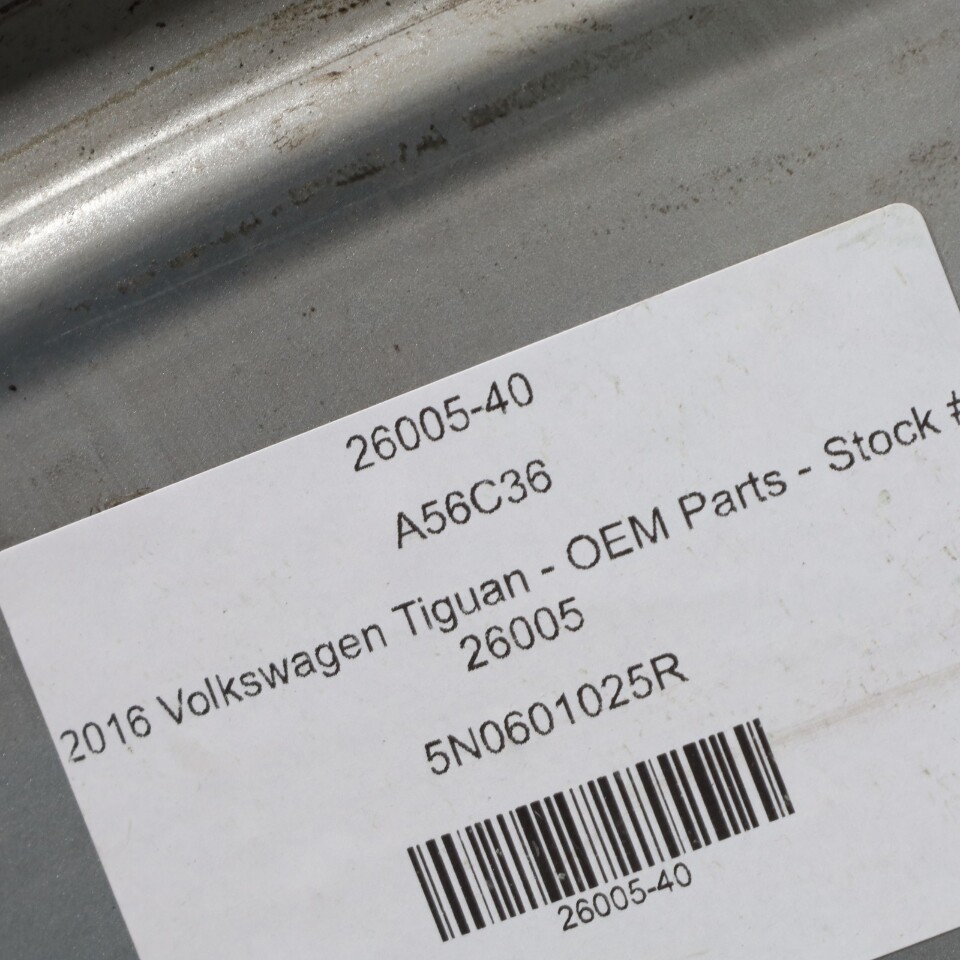 26005-40
A56C36
2016 Volkswagen Tiguan - OEM Parts - Stock #
26005
5N0601025R
26005-40